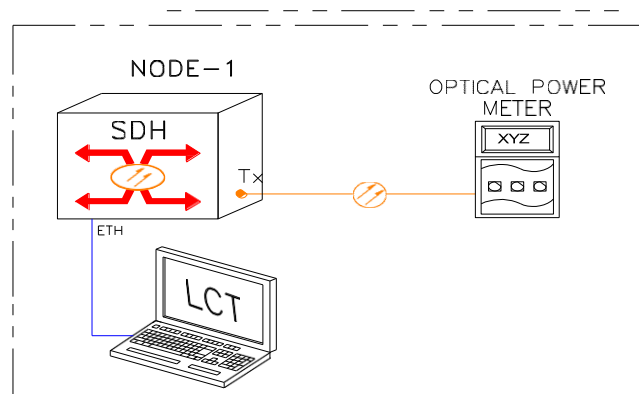 NODE-1
OPTICAL POWER
METER
SDH
XYZ
Tx
ETH
LCT